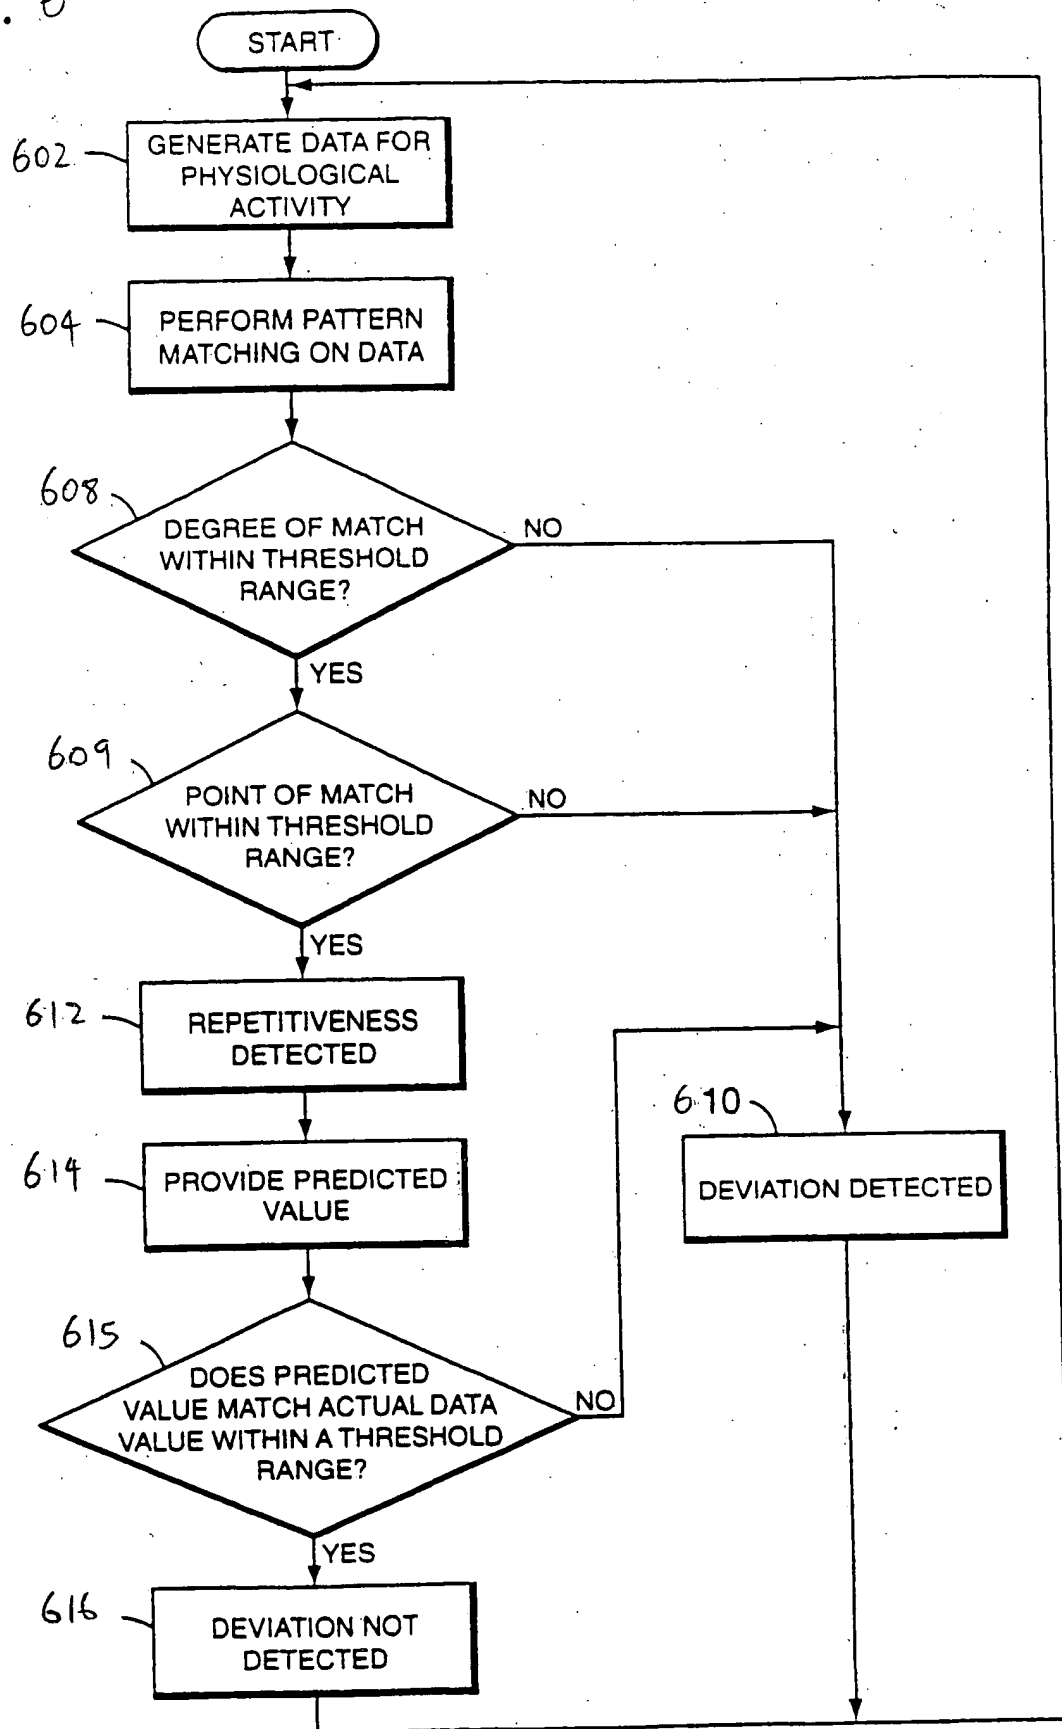 . 6
START
602
GENERATE DATA FOR
PHYSIOLOGICAL
ACTIVITY
604
PERFORM PATTERN
MATCHING ON DATA
608
DEGREE OF MATCH
WITHIN THRESHOLD
RANGE?
NO
YES
609
POINT OF MATCH
WITHIN THRESHOLD
RANGE?
NO
YES
612
REPETITIVENESS
DETECTED
610
DEVIATION DETECTED
614
PROVIDE PREDICTED
VALUE
615
DOES PREDICTED
VALUE MATCH ACTUAL DATA
VALUE WITHIN A THRESHOLD
RANGE?
NO
YES
616
DEVIATION NOT
DETECTED